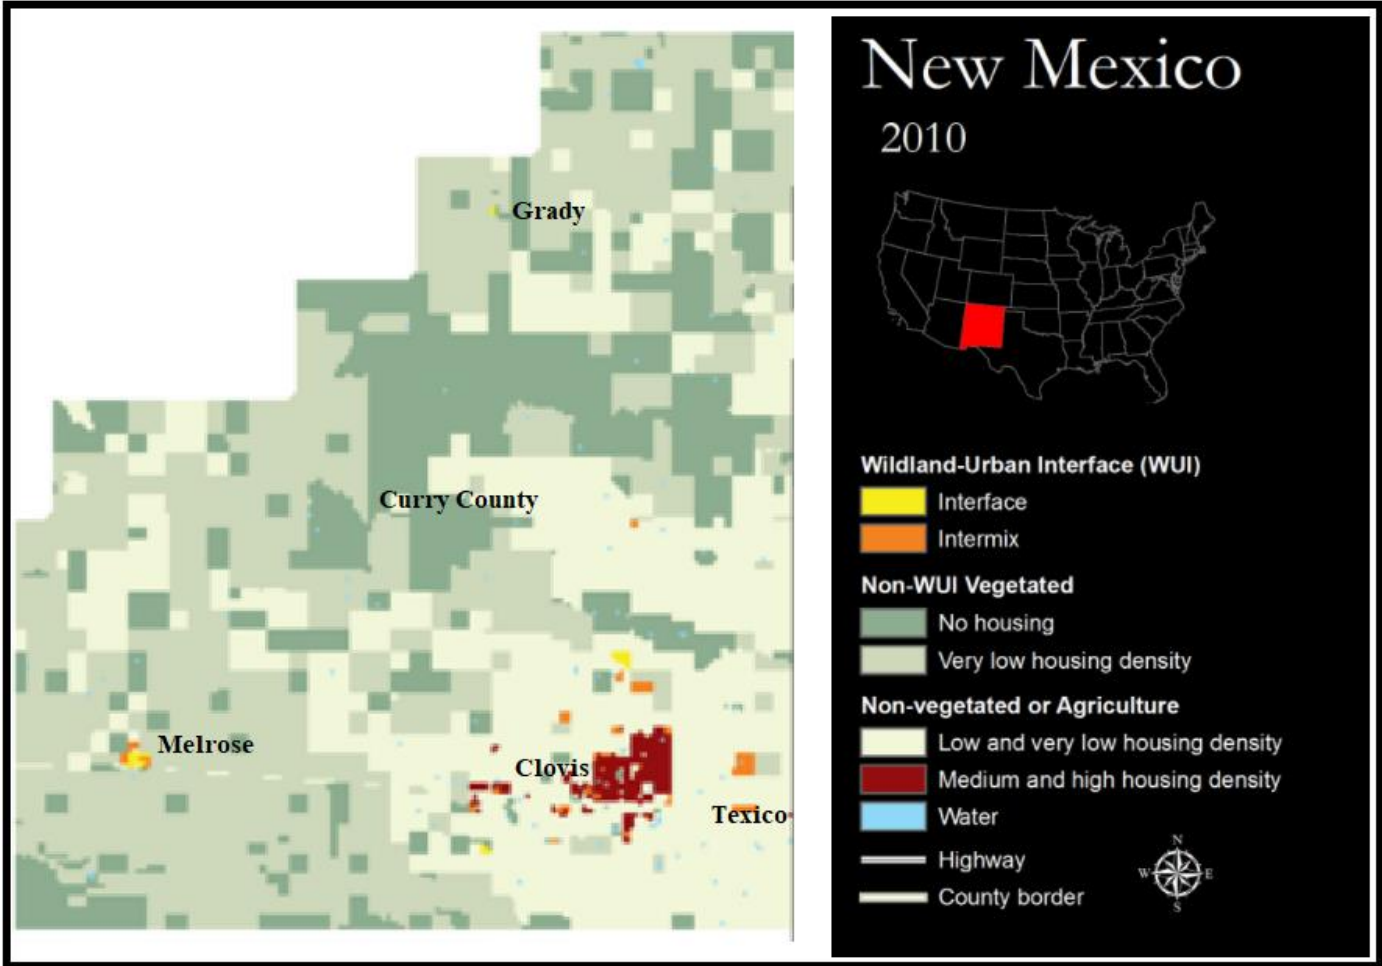 Grady
Curry County
Melrose
Clovis
Texico
New Mexico
2010
Wildland-Urban Interface (WUI)
Interface
Intermix
Non-WUI Vegetated
No housing
Very low housing density
Non-vegetated or Agriculture
Low and very low housing density
Medium and high housing density
Water
Highway
County border
N
W E
S